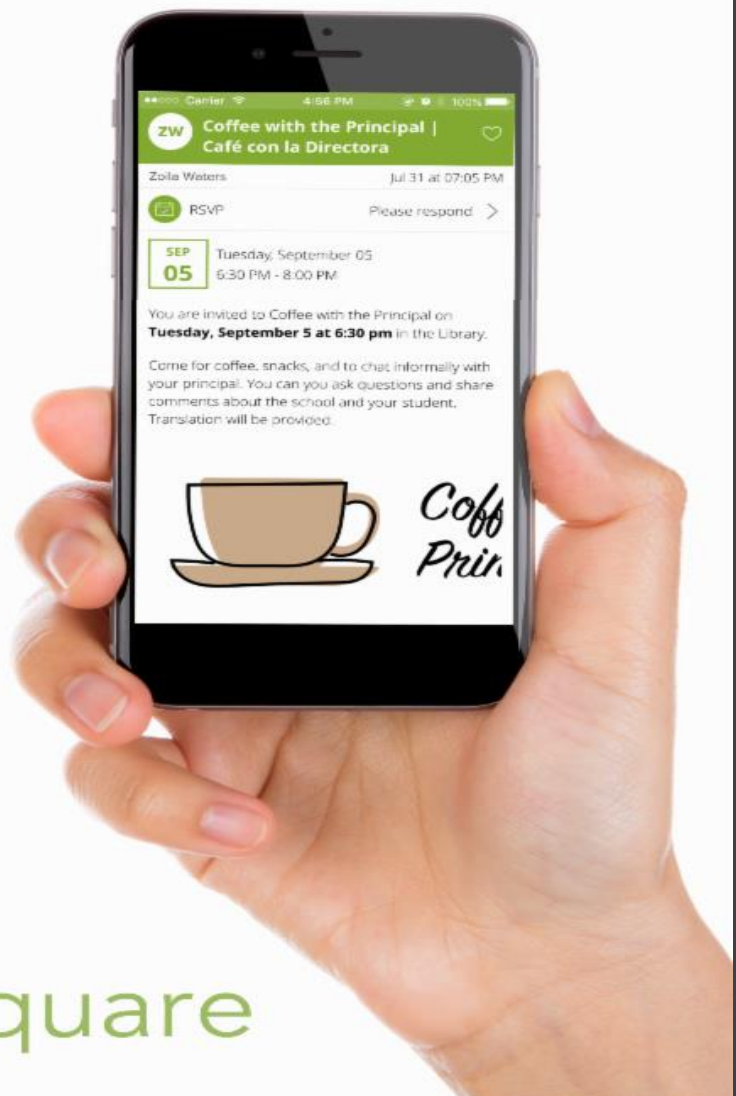 Carrier 4:56 PM 100%
ZW Coffee with the Principal |
Café con la Directora
Zoila Waters Jul 31 at 07:05 PM
RSVP Please respond
SEP
05
Tuesday, September 05
6:30 PM - 8:00 PM
You are invited to Coffee with the Principal on
Tuesday, September 5 at 6:30 pm in the Library.
Come for coffee, snacks, and to chat informally with
your principal. You can you ask questions and share
comments about the school and your student.
Translation will be provided.
Coff
Prin
quare